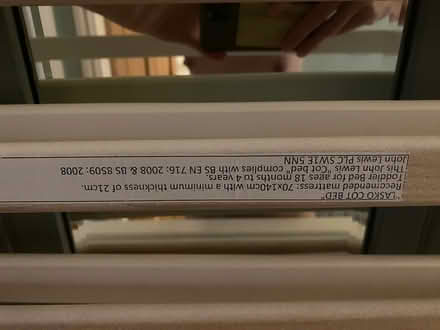 "LASKO COT BED"
Recomended mattress: 70x140cm with a minimum thickness of 21cm.
Toddler Bed for ages 18 months to 4 years.
This John Lewis "Cot bed" complies with BS EN 716: 2008 & BS 8509: 2008
John Lewis PLC SW1E 5NN